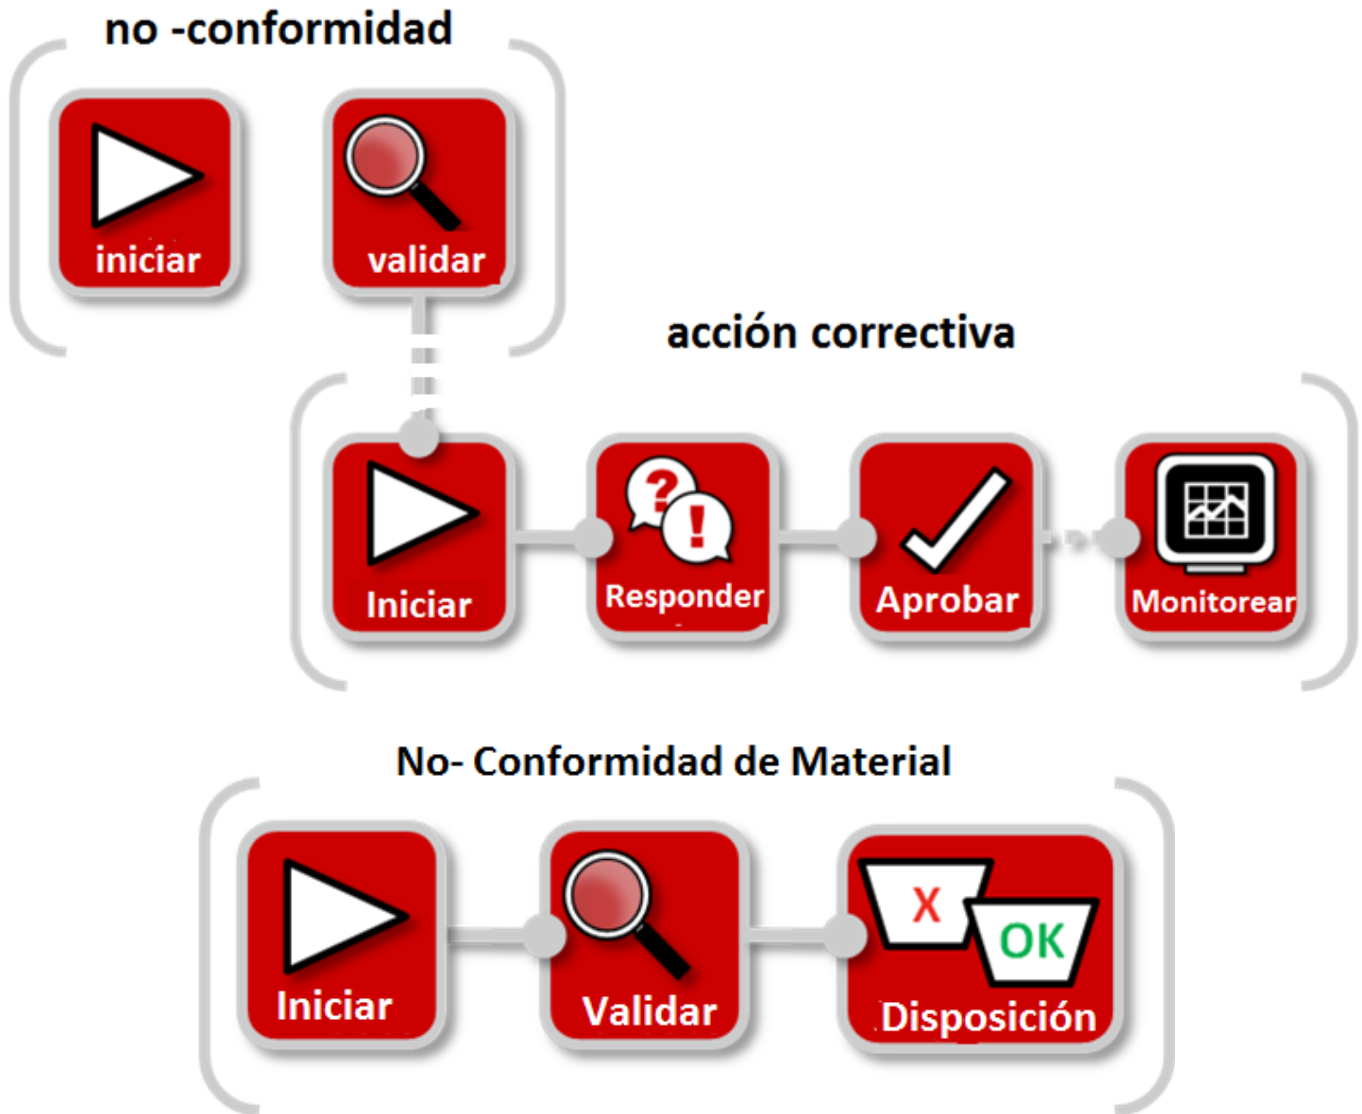 no -conformidad
iniciar
validar
acción correctiva
Iniciar
Responder
Aprobar
Monitorear
No- Conformidad de Material
Iniciar
Validar
Disposición
X
OK
?
!